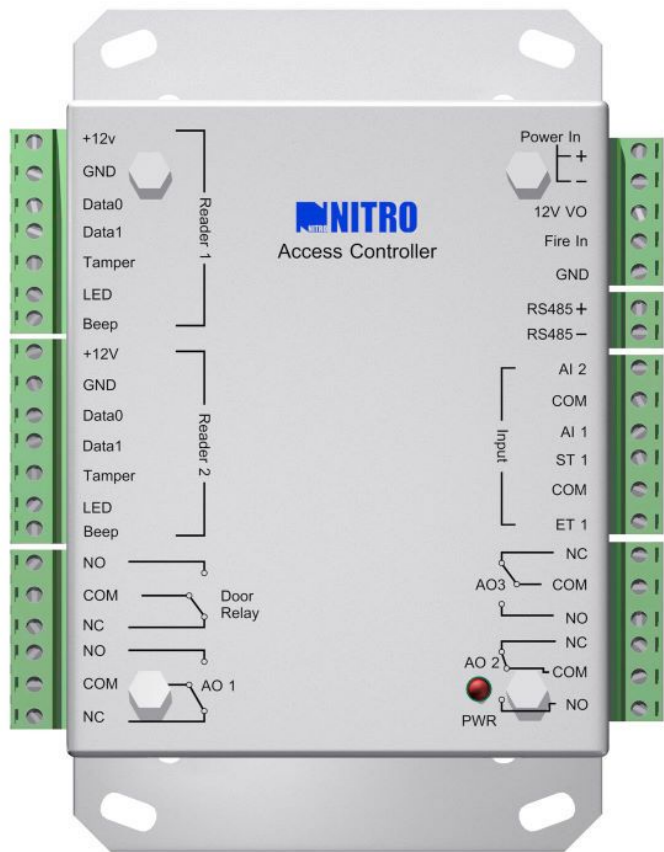 +12v
GND
Data0
Data1
Tamper
LED
Beep
Reader 1
+12V
GND
Data0
Data1
Tamper
LED
Beep
Reader 2
NO
COM
NC
Door
Relay
NO
COM
NC
AO 1
NITRO
NITRO
Access Controller
Power In
+
−
12V VO
Fire In
GND
RS485+
RS485−
AI 2
COM
AI 1
ST 1
COM
ET 1
Input
NC
COM
NO
AO3
NC
COM
NO
AO 2
PWR